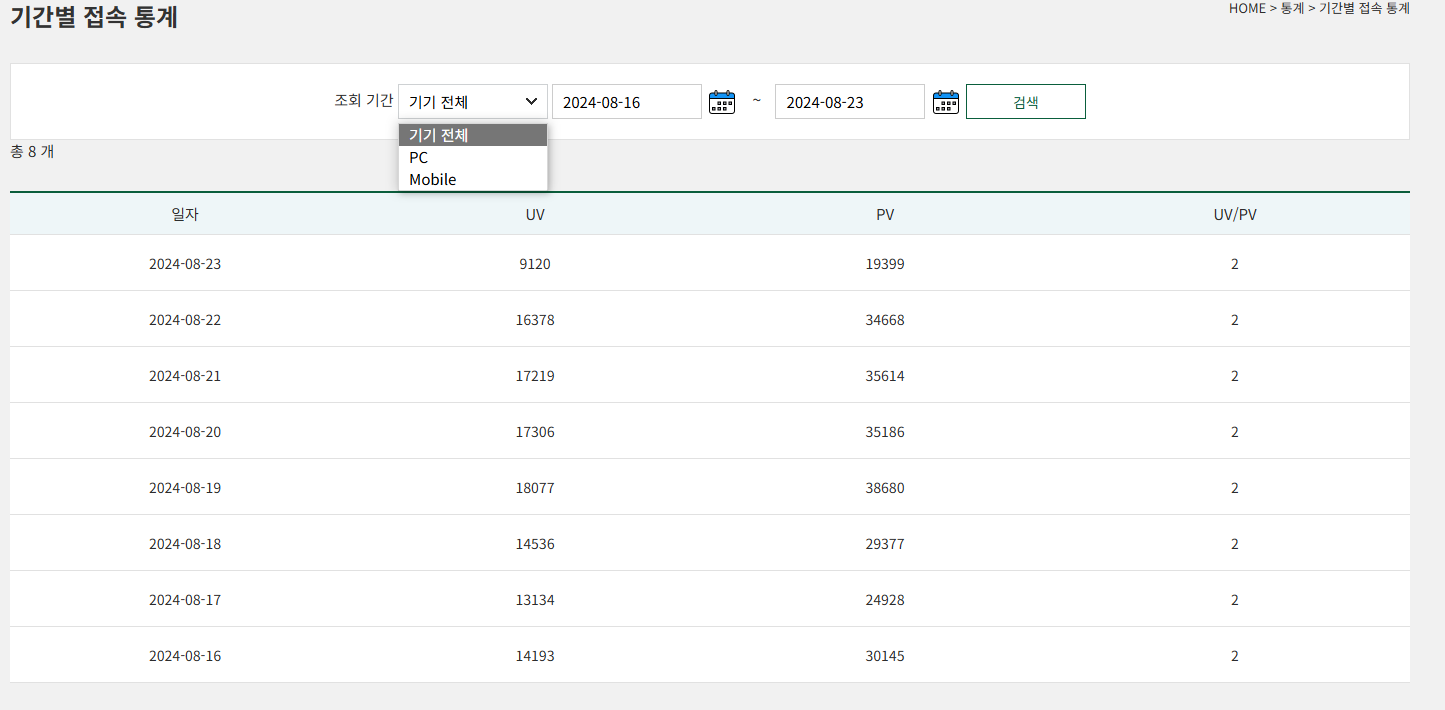 기간별 접속 통계
HOME > 통계 > 기간별 접속 통계
조회 기간 기기 전체 2024-08-16 ~ 2024-08-23 검색
기기 전체
PC
Mobile
총 8 개
일자 UV PV UV/PV
2024-08-23 9120 19399 2
2024-08-22 16378 34668 2
2024-08-21 17219 35614 2
2024-08-20 17306 35186 2
2024-08-19 18077 38680 2
2024-08-18 14536 29377 2
2024-08-17 13134 24928 2
2024-08-16 14193 30145 2